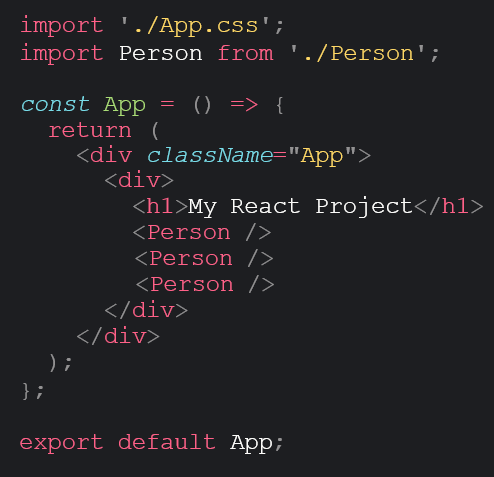 import './App.css';
import Person from './Person';

const App = () => {
  return (
    <div className="App">
      <div>
        <h1>My React Project</h1>
        <Person />
        <Person />
        <Person />
      </div>
    </div>
  );
};

export default App;